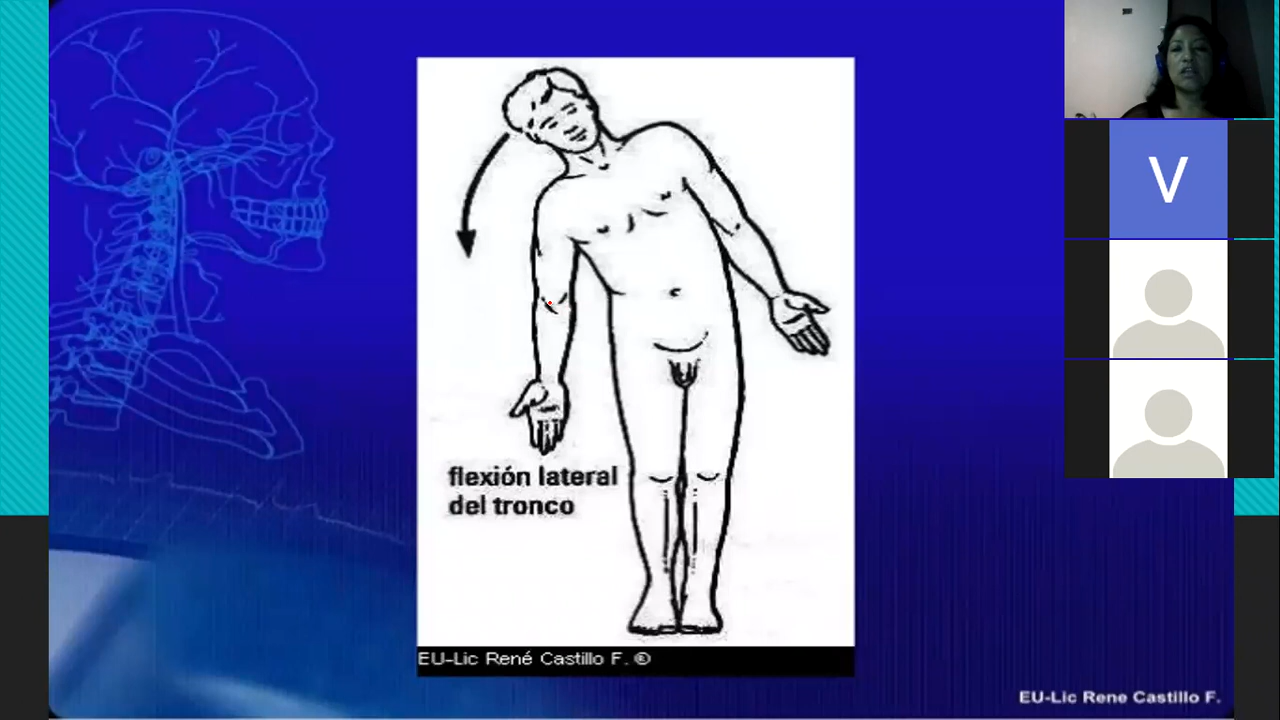 V
flexión lateral
del tronco
EU-Lic René Castillo F. ®
EU-Lic Rene Castillo F.